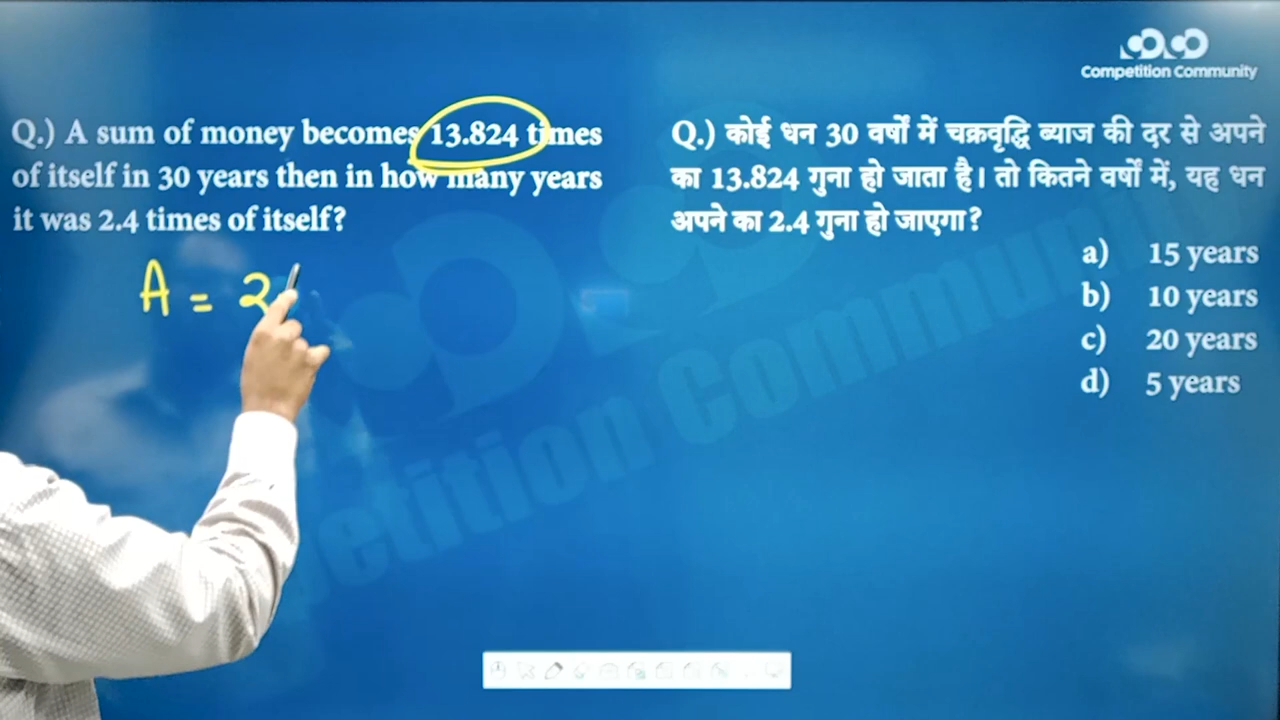 Competition Community
Q.) A sum of money becomes 13.824 times
of itself in 30 years then in how many years
it was 2.4 times of itself?
Q.) कोई धन 30 वर्षों में चक्रवृद्धि ब्याज की दर से अपने
का 13.824 गुना हो जाता है। तो कितने वर्षों में, यह धन
अपने का 2.4 गुना हो जाएगा?
a) 15 years
b) 10 years
c) 20 years
d) 5 years
A = 2
etition Community